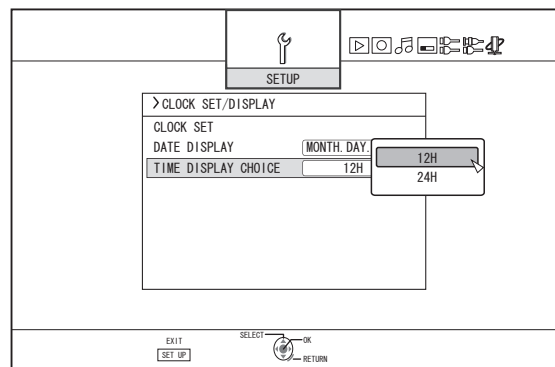 SETUP
>CLOCK SET/DISPLAY
CLOCK SET
DATE DISPLAY MONTH.DAY.
TIME DISPLAY CHOICE 12H
12H
24H
EXIT
SET UP
SELECT
OK
RETURN